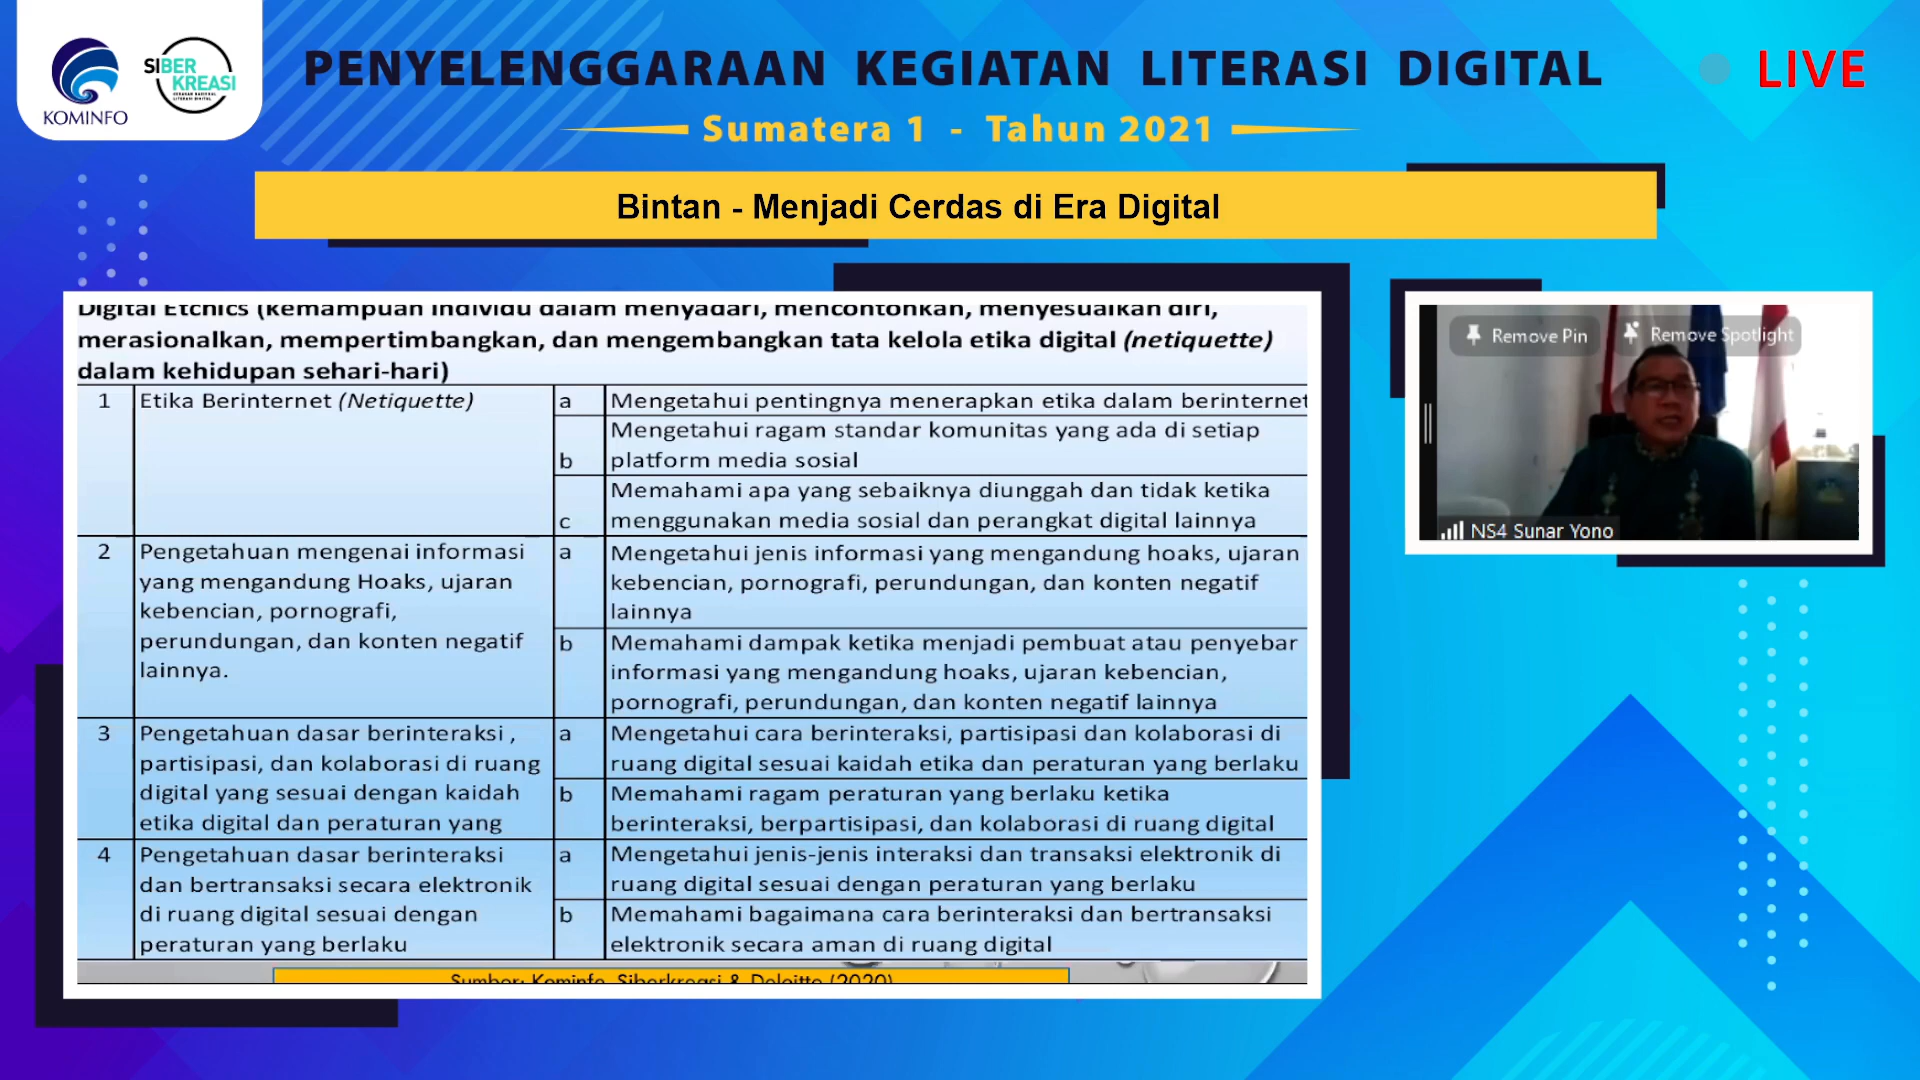 KOMINFO
SIBER
KREASI
PENYELENGGARAAN KEGIATAN LITERASI DIGITAL
LIVE
Sumatera 1 - Tahun 2021
Bintan - Menjadi Cerdas di Era Digital
Digital Etchics (kemampuan individu dalam menyadari, mencontohkan, menyesuaikan diri,
merasionalkan, mempertimbangkan, dan mengembangkan tata kelola etika digital (netiquette)
dalam kehidupan sehari-hari)
1 Etika Berinternet (Netiquette)
a Mengetahui pentingnya menerapkan etika dalam berinternet
b Mengetahui ragam standar komunitas yang ada di setiap
platform media sosial
c Memahami apa yang sebaiknya diunggah dan tidak ketika
menggunakan media sosial dan perangkat digital lainnya
2 Pengetahuan mengenai informasi
yang mengandung Hoaks, ujaran
kebencian, pornografi,
perundungan, dan konten negatif
lainnya.
a Mengetahui jenis informasi yang mengandung hoaks, ujaran
kebencian, pornografi, perundungan, dan konten negatif
lainnya
b Memahami dampak ketika menjadi pembuat atau penyebar
informasi yang mengandung hoaks, ujaran kebencian,
pornografi, perundungan, dan konten negatif lainnya
3 Pengetahuan dasar berinteraksi ,
partisipasi, dan kolaborasi di ruang
digital yang sesuai dengan kaidah
etika digital dan peraturan yang
a Mengetahui cara berinteraksi, partisipasi dan kolaborasi di
ruang digital sesuai kaidah etika dan peraturan yang berlaku
b Memahami ragam peraturan yang berlaku ketika
berinteraksi, berpartisipasi, dan kolaborasi di ruang digital
4 Pengetahuan dasar berinteraksi
dan bertransaksi secara elektronik
di ruang digital sesuai dengan
peraturan yang berlaku
a Mengetahui jenis-jenis interaksi dan transaksi elektronik di
ruang digital sesuai dengan peraturan yang berlaku
b Memahami bagaimana cara berinteraksi dan bertransaksi
elektronik secara aman di ruang digital
Sumber: Kominfo, Siberkreasi & Deloitte (2020)
Remove Pin
Remove Spotlight
NS4 Sunar Yono